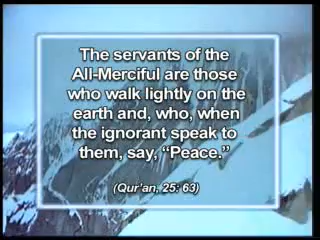 The servants of the
All-Merciful are those
who walk lightly on the
earth and, who, when
the ignorant speak to
them, say, “Peace.”
(Qur'an, 25: 63)